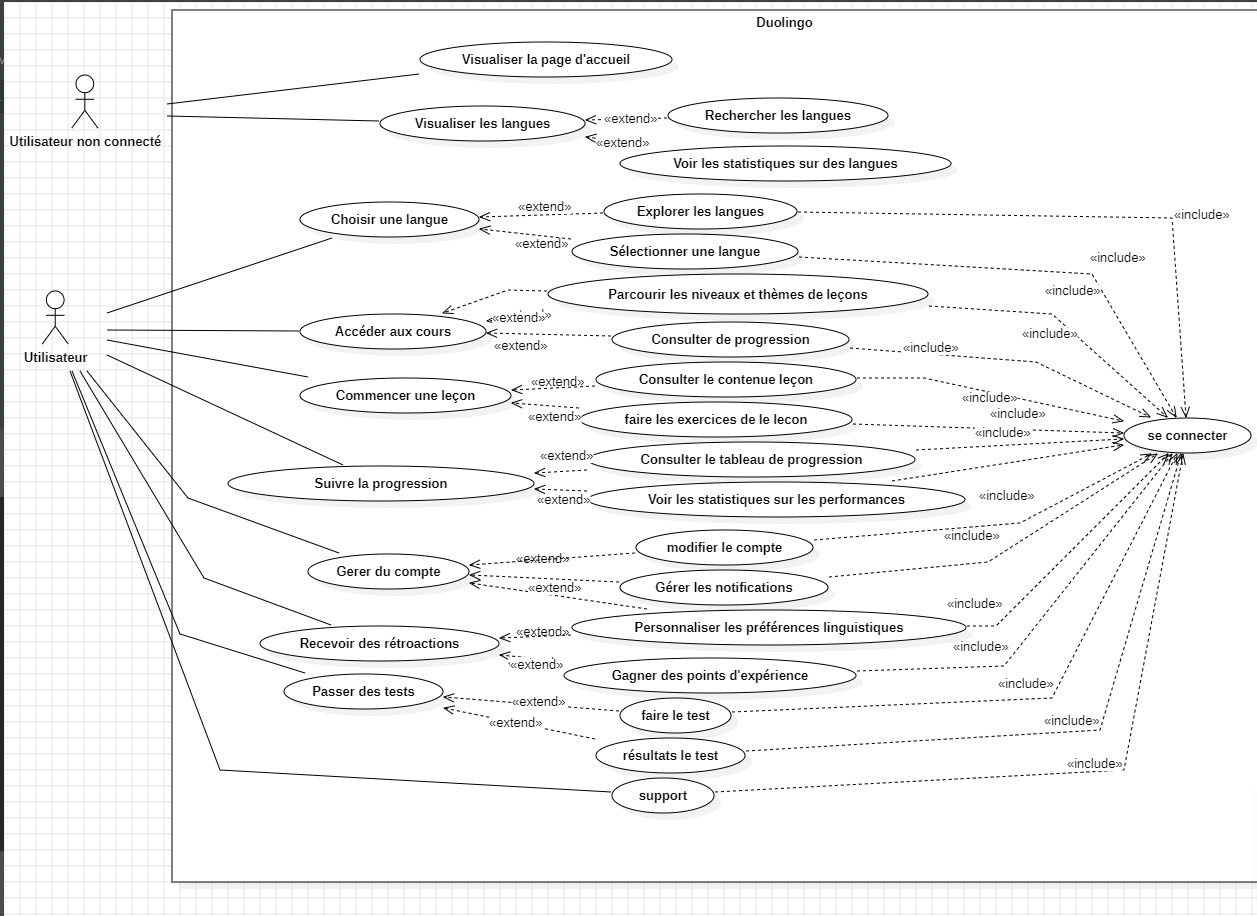 Duolingo
Visualiser la page d'accueil
Utilisateur non connecté
Visualiser les langues
«extend»
Rechercher les langues
«extend»
Voir les statistiques sur des langues
Choisir une langue
«extend»
Explorer les langues
«include»
«extend»
Sélectionner une langue
«include»
Parcourir les niveaux et thèmes de leçons
«include»
Utilisateur
Accéder aux cours
«extend»
«extend»
Consulter de progression
«include»
«include»
Commencer une leçon
«extend»
Consulter le contenue leçon
«include»
«extend»
faire les exercices de le lecon
«include»
«include»
se connecter
Suivre la progression
«extend»
Consulter le tableau de progression
«extend»
Voir les statistiques sur les performances
«include»
Gerer du compte
«extend»
modifier le compte
«include»
«extend»
Gérer les notifications
«include»
Recevoir des rétroactions
«extend»
Personnaliser les préférences linguistiques
«include»
«extend»
Gagner des points d'expérience
«include»
Passer des tests
«extend»
faire le test
«include»
«extend»
résultats le test
«include»
support